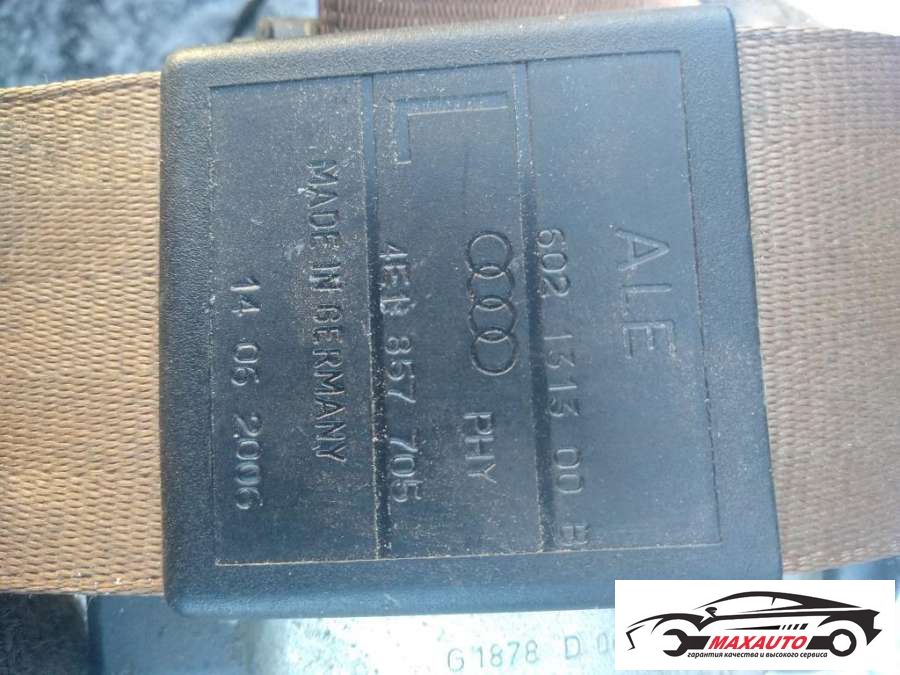 ALE
602 1313 00 B
PHY
L
4E0 857 705
MADE IN GERMANY
14 06 2006
G1878 D
MAXAUTO
гарантия качества и высокого сервиса